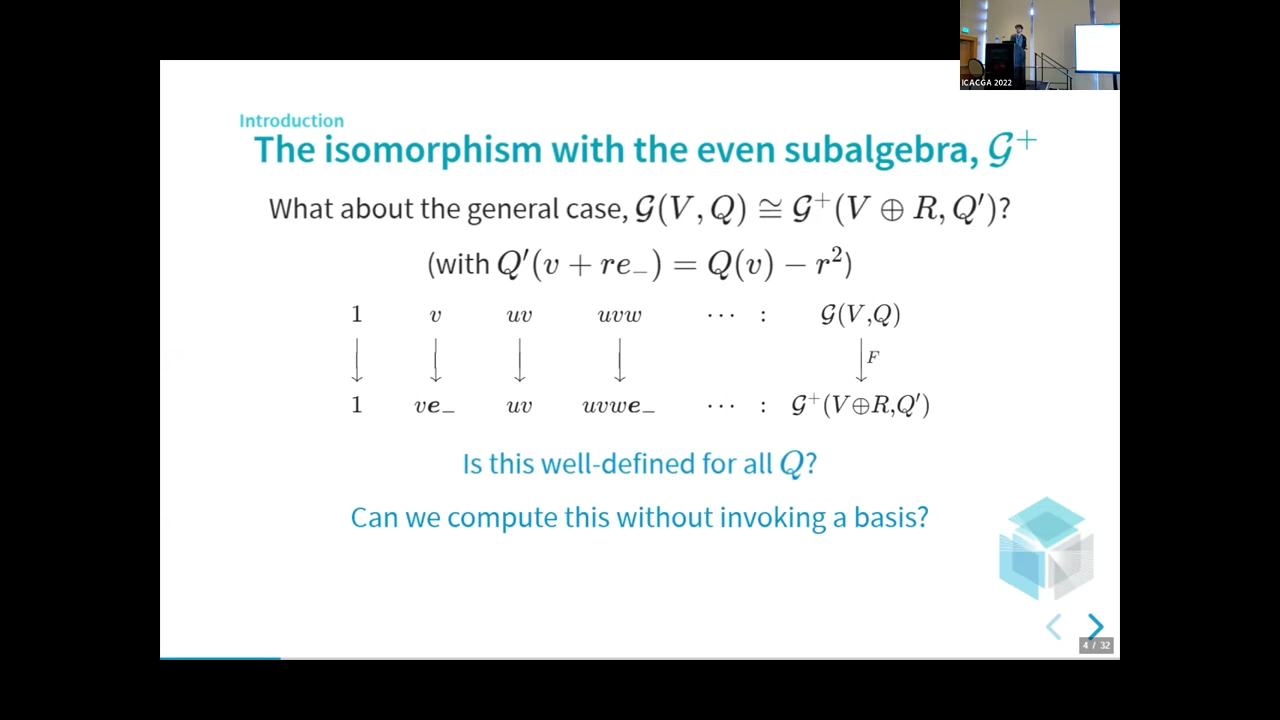 ICACGA 2022
Introduction
The isomorphism with the even subalgebra, 𝒢⁺
What about the general case, 𝒢(V, Q) ≅ 𝒢⁺(V ⊕ R, Q′)?
(with Q′(v + re₋) = Q(v) − r²)
1 v uv uvw ⋯ : 𝒢(V,Q)
↓ ↓ ↓ ↓ ↓F
1 ve₋ uv uvwe₋ ⋯ : 𝒢⁺(V⊕R,Q′)
Is this well-defined for all Q?
Can we compute this without invoking a basis?
4 / 32